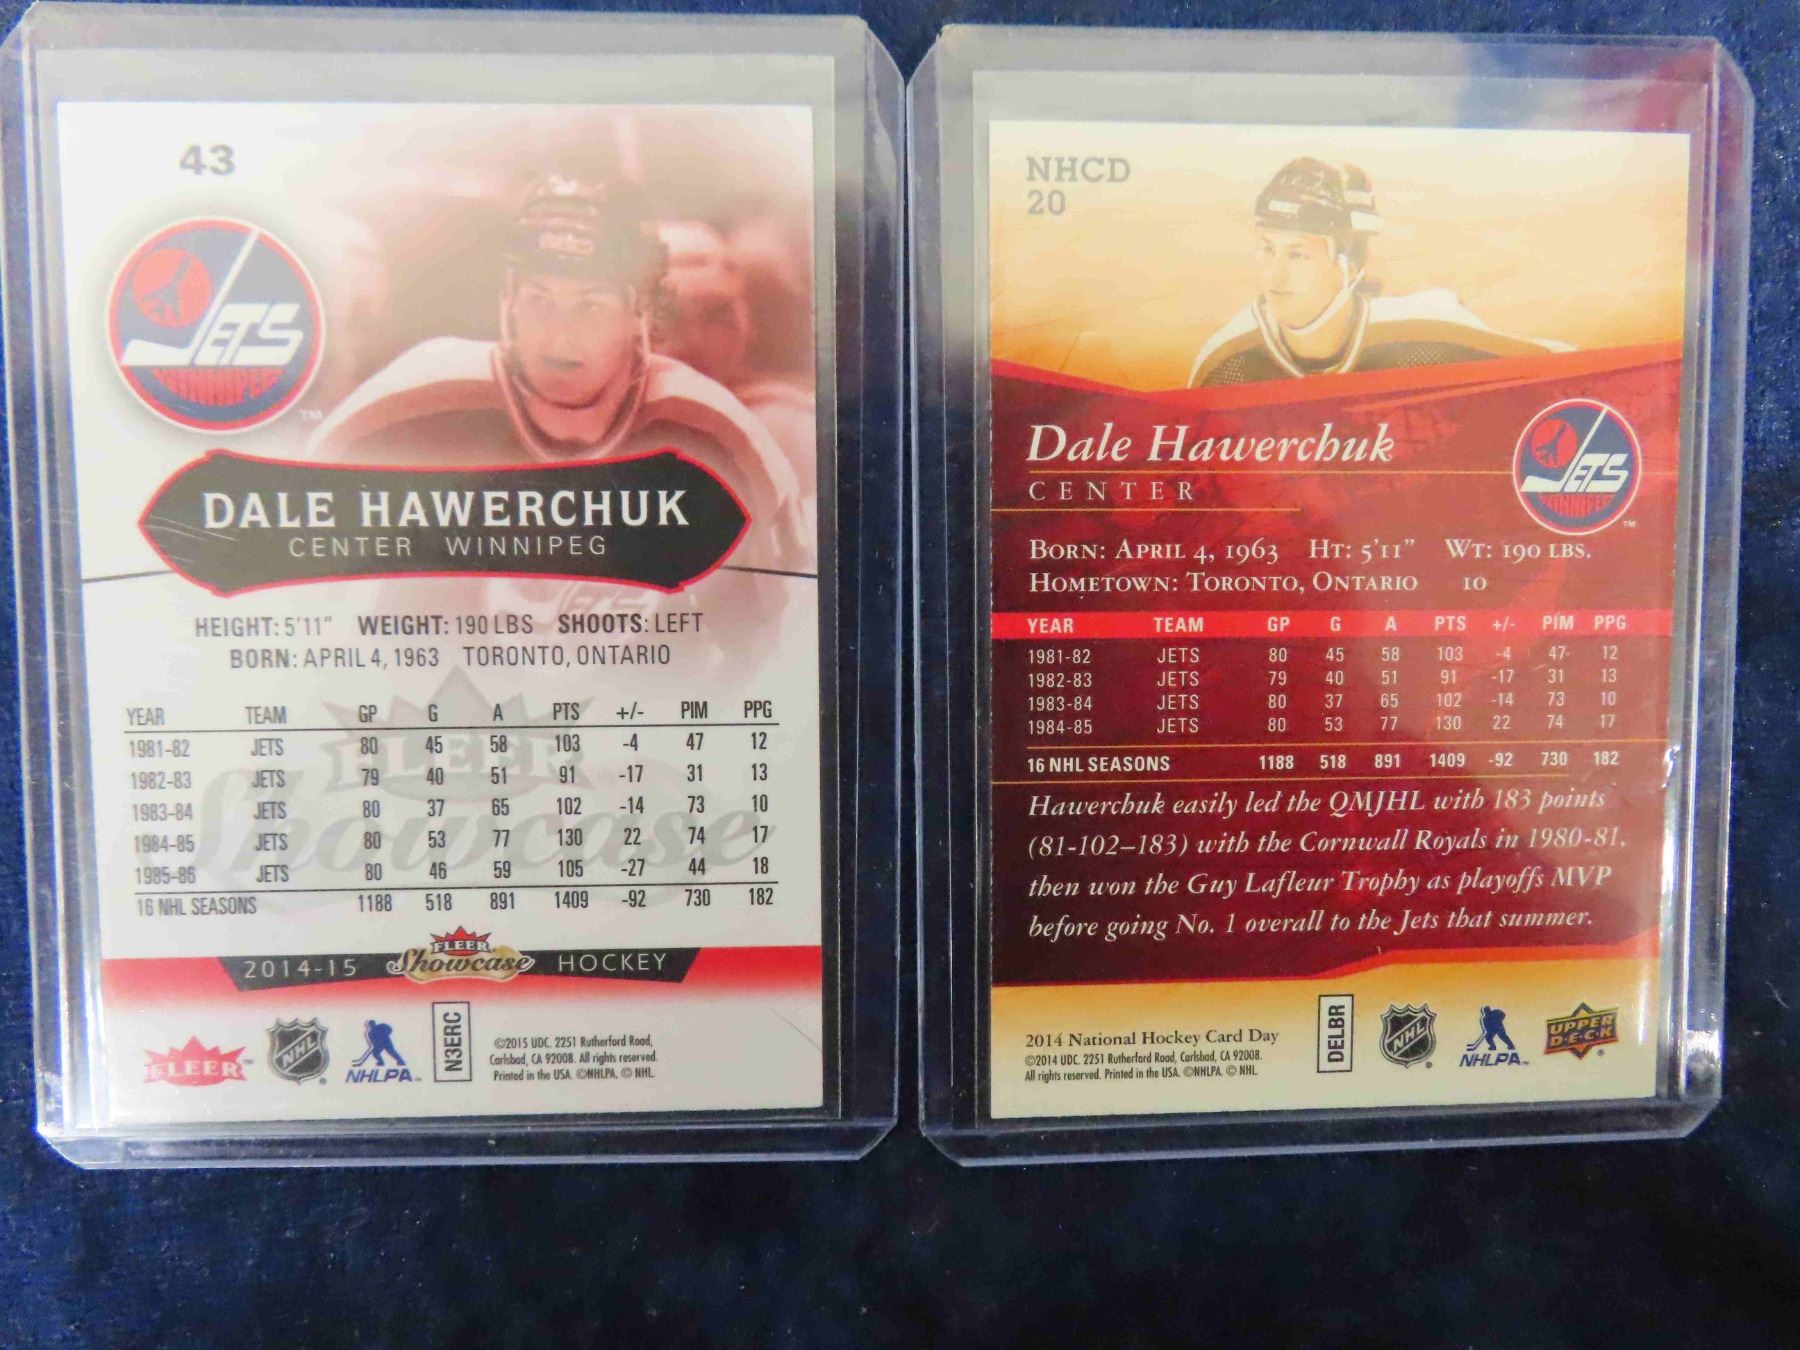 43
JETS
WINNIPEG
TM
DALE HAWERCHUK
CENTER WINNIPEG
HEIGHT: 5'11" WEIGHT: 190 LBS SHOOTS: LEFT
BORN: APRIL 4, 1963 TORONTO, ONTARIO
FLEER
Showcase
YEAR TEAM GP G A PTS +/- PIM PPG
1981-82 JETS 80 45 58 103 -4 47 12
1982-83 JETS 79 40 51 91 -17 31 13
1983-84 JETS 80 37 65 102 -14 73 10
1984-85 JETS 80 53 77 130 22 74 17
1985-86 JETS 80 46 59 105 -27 44 18
16 NHL SEASONS 1188 518 891 1409 -92 730 182
2014-15 FLEER Showcase HOCKEY
FLEER TM
NHL
NHLPA
N3ERC
©2015 UDC. 2251 Rutherford Road,
Carlsbad, CA 92008. All rights reserved.
Printed in the USA. ©NHLPA. © NHL
NHCD
20
Dale Hawerchuk
CENTER
JETS
WINNIPEG
TM
BORN: APRIL 4, 1963 HT: 5'11" WT: 190 LBS.
HOMETOWN: TORONTO, ONTARIO 10
YEAR TEAM GP G A PTS +/- PIM PPG
1981-82 JETS 80 45 58 103 -4 47 12
1982-83 JETS 79 40 51 91 -17 31 13
1983-84 JETS 80 37 65 102 -14 73 10
1984-85 JETS 80 53 77 130 22 74 17
16 NHL SEASONS 1188 518 891 1409 -92 730 182
Hawerchuk easily led the QMJHL with 183 points
(81-102–183) with the Cornwall Royals in 1980-81,
then won the Guy Lafleur Trophy as playoffs MVP
before going No. 1 overall to the Jets that summer.
2014 National Hockey Card Day
©2014 UDC. 2251 Rutherford Road, Carlsbad, CA 92008.
All rights reserved. Printed in the USA. ©NHLPA. © NHL.
DELBR
NHL
NHLPA
UPPER DECK